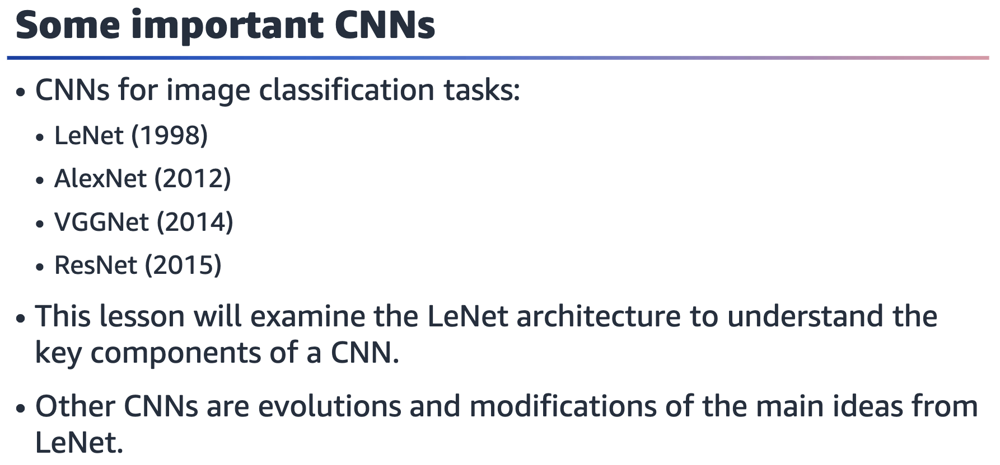 Some important CNNs
• CNNs for image classification tasks:
• LeNet (1998)
• AlexNet (2012)
• VGGNet (2014)
• ResNet (2015)
• This lesson will examine the LeNet architecture to understand the
key components of a CNN.
• Other CNNs are evolutions and modifications of the main ideas from
LeNet.